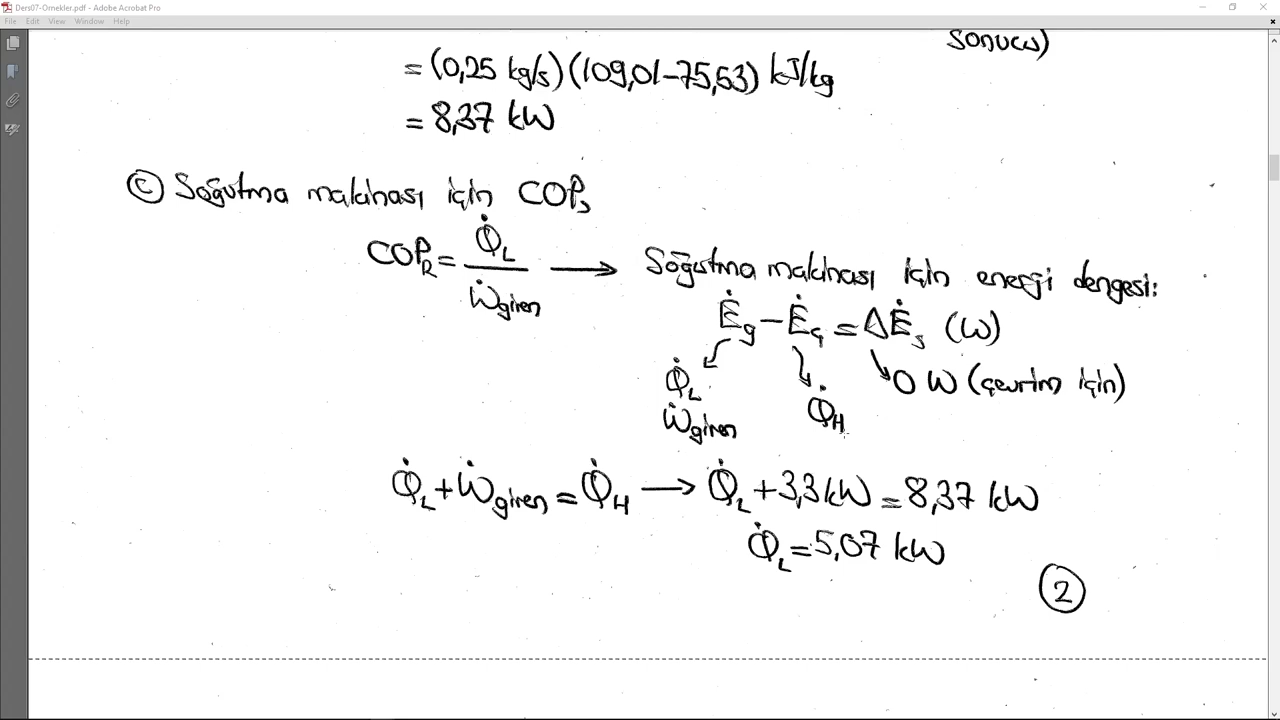 Ders07-Ornekler.pdf - Adobe Acrobat Pro
File Edit View Window Help
sonucu)
= (0,25 kg/s)(109,01-75,53) kJ/kg
= 8,37 kW
(c) Soğutma makinası için COP,
COP_R = Q̇_L / Ẇ_giren → Soğutma makinası için energi dengesi:
Ė_g - Ė_ç = ΔĖ_s (W)
Q̇_L
Ẇ_giren
Q̇_H
0 W (çevrim için)
Q̇_L + Ẇ_giren = Q̇_H → Q̇_L + 3,3 kW = 8,37 kW
Q̇_L = 5,07 kW
2